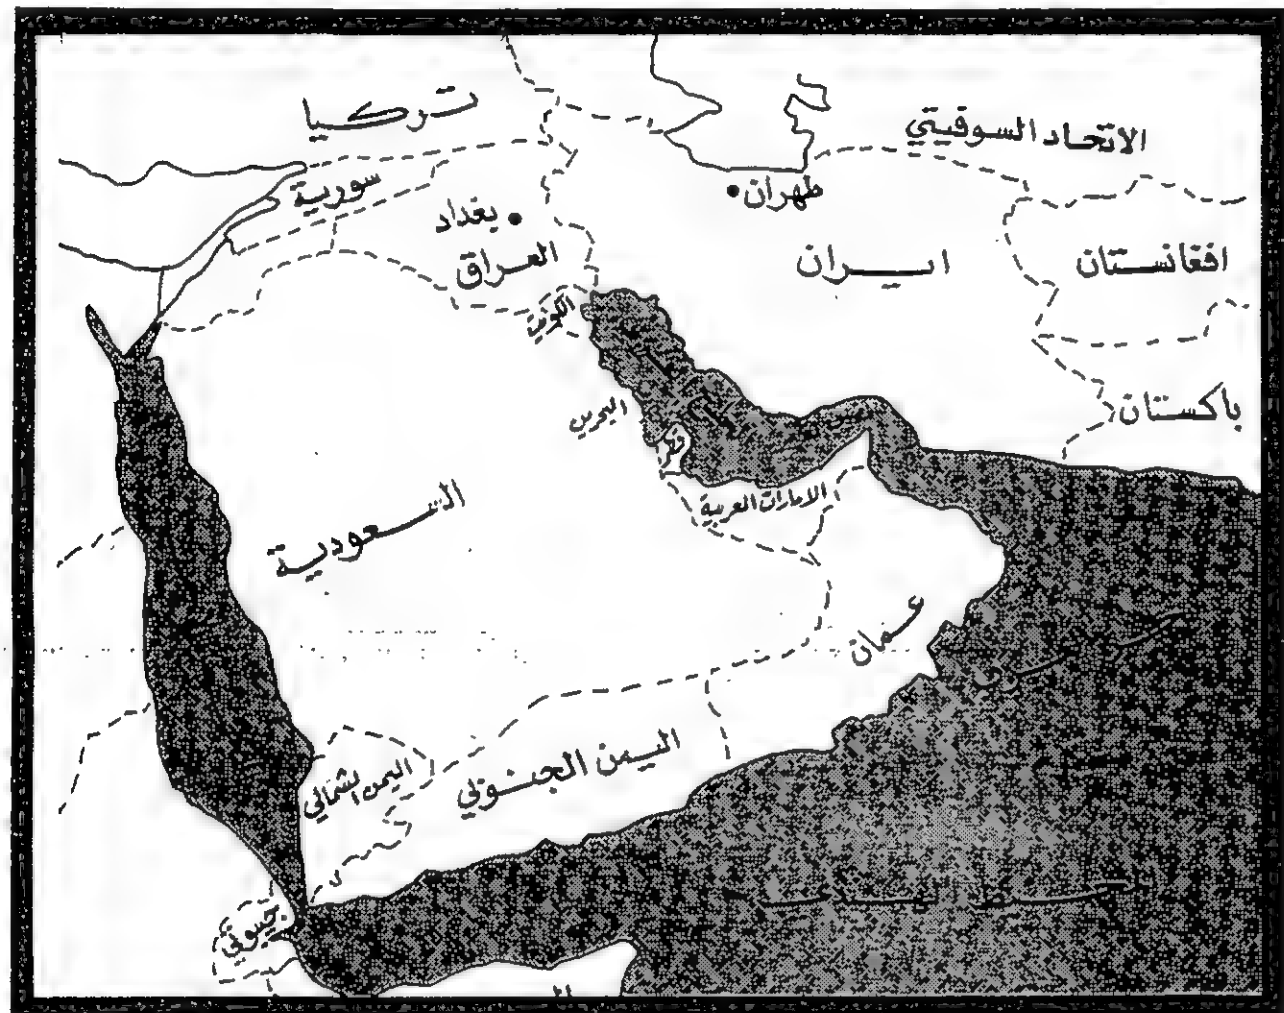 تركيا
الاتحاد السوفيتي
سورية
طهران
بغداد
العراق
ايران
افغانستان
الكويت
باكستان
البحرين
قطر
الامارات العربية
السعودية
عمان
اليمن الجنوبي
اليمن الشمالي
جيبوتي